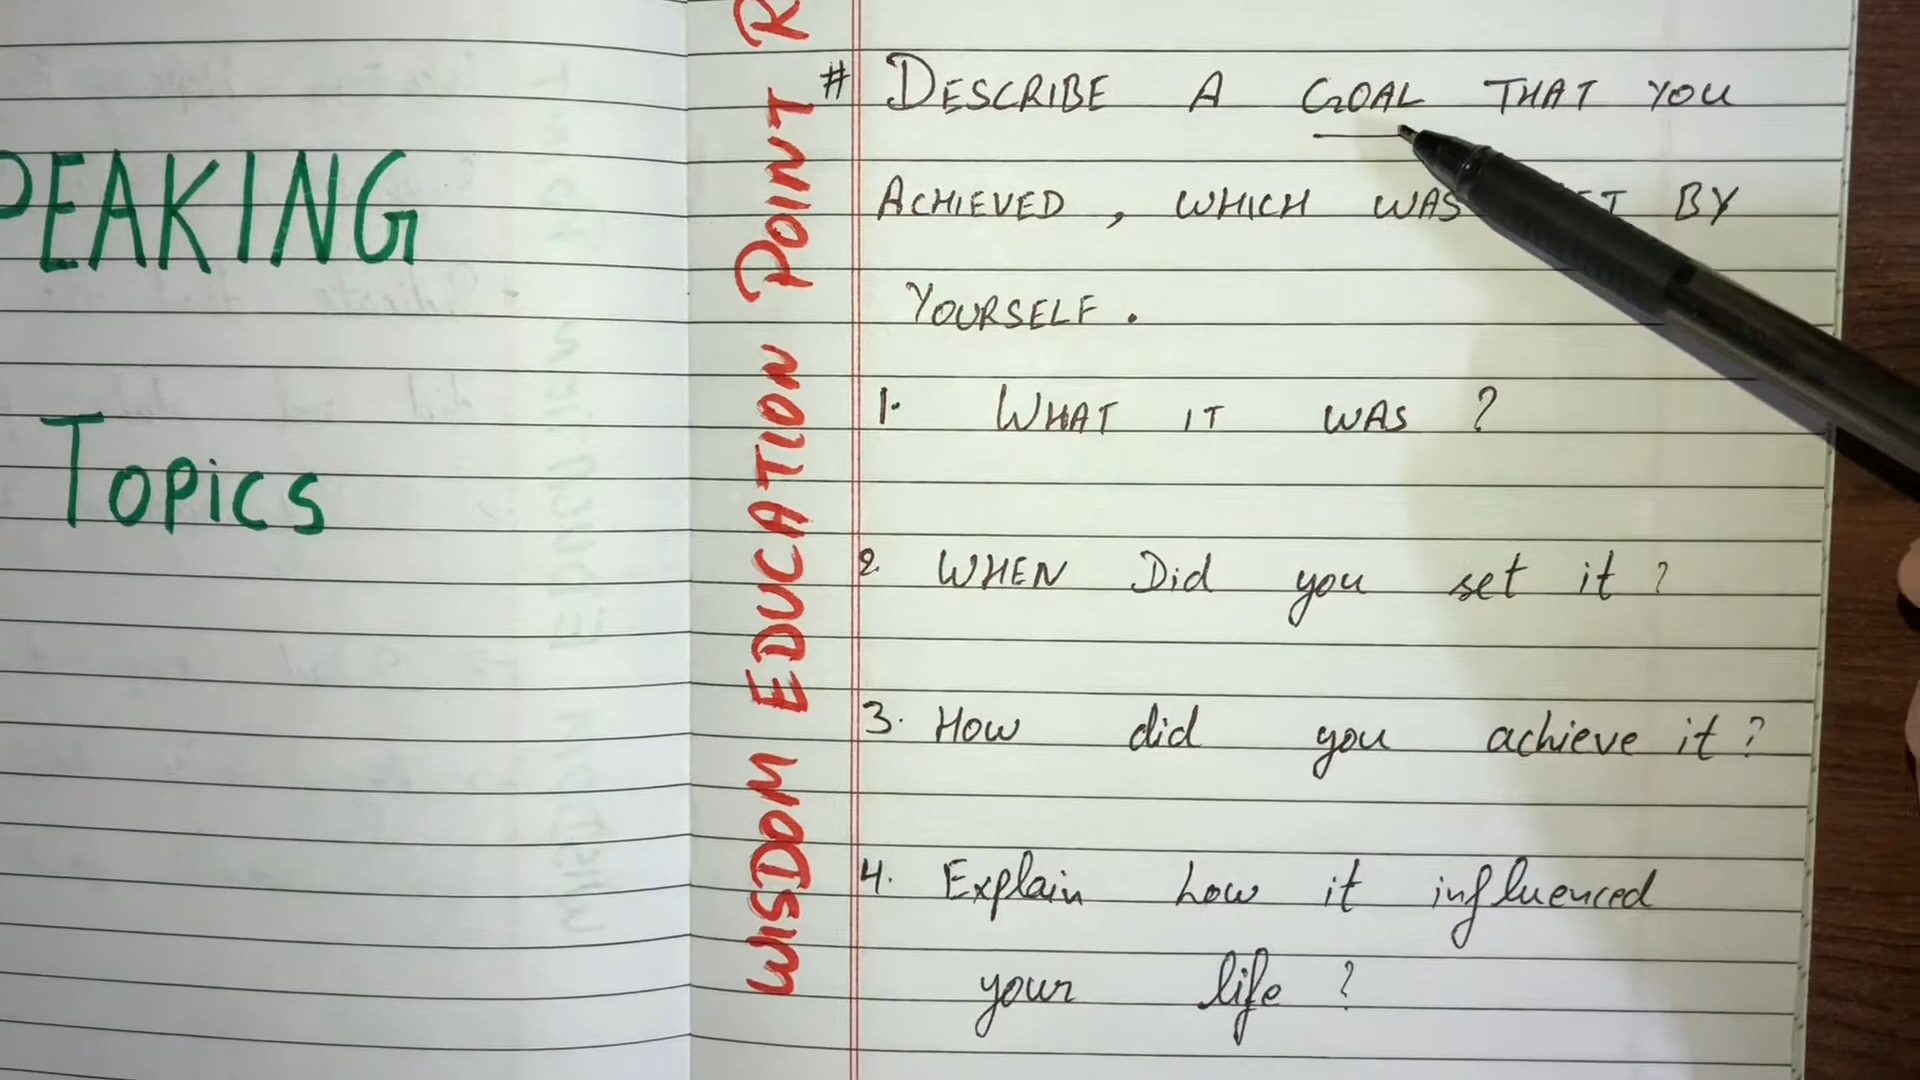 PEAKING
Topics
WISDOM EDUCATION POINT R
# DESCRIBE A GOAL THAT YOU
ACHIEVED, WHICH WAS BY
YOURSELF.
1. WHAT IT WAS ?
2. WHEN Did you set it ?
3. How did you achieve it ?
4. Explain how it influenced
your life ?